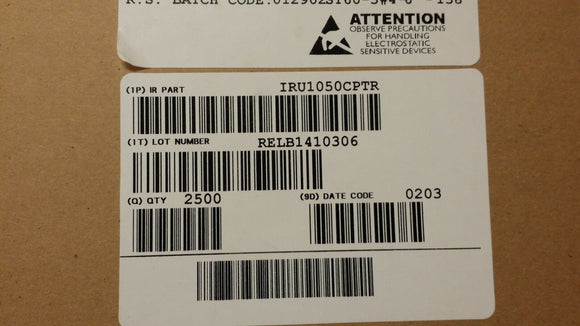 ATTENTION
OBSERVE PRECAUTIONS
FOR HANDLING
ELECTROSTATIC
SENSITIVE DEVICES
(1P) IR PART IRU1050CPTR
(1T) LOT NUMBER RELB1410306
(Q) QTY 2500 (9D) DATE CODE 0203